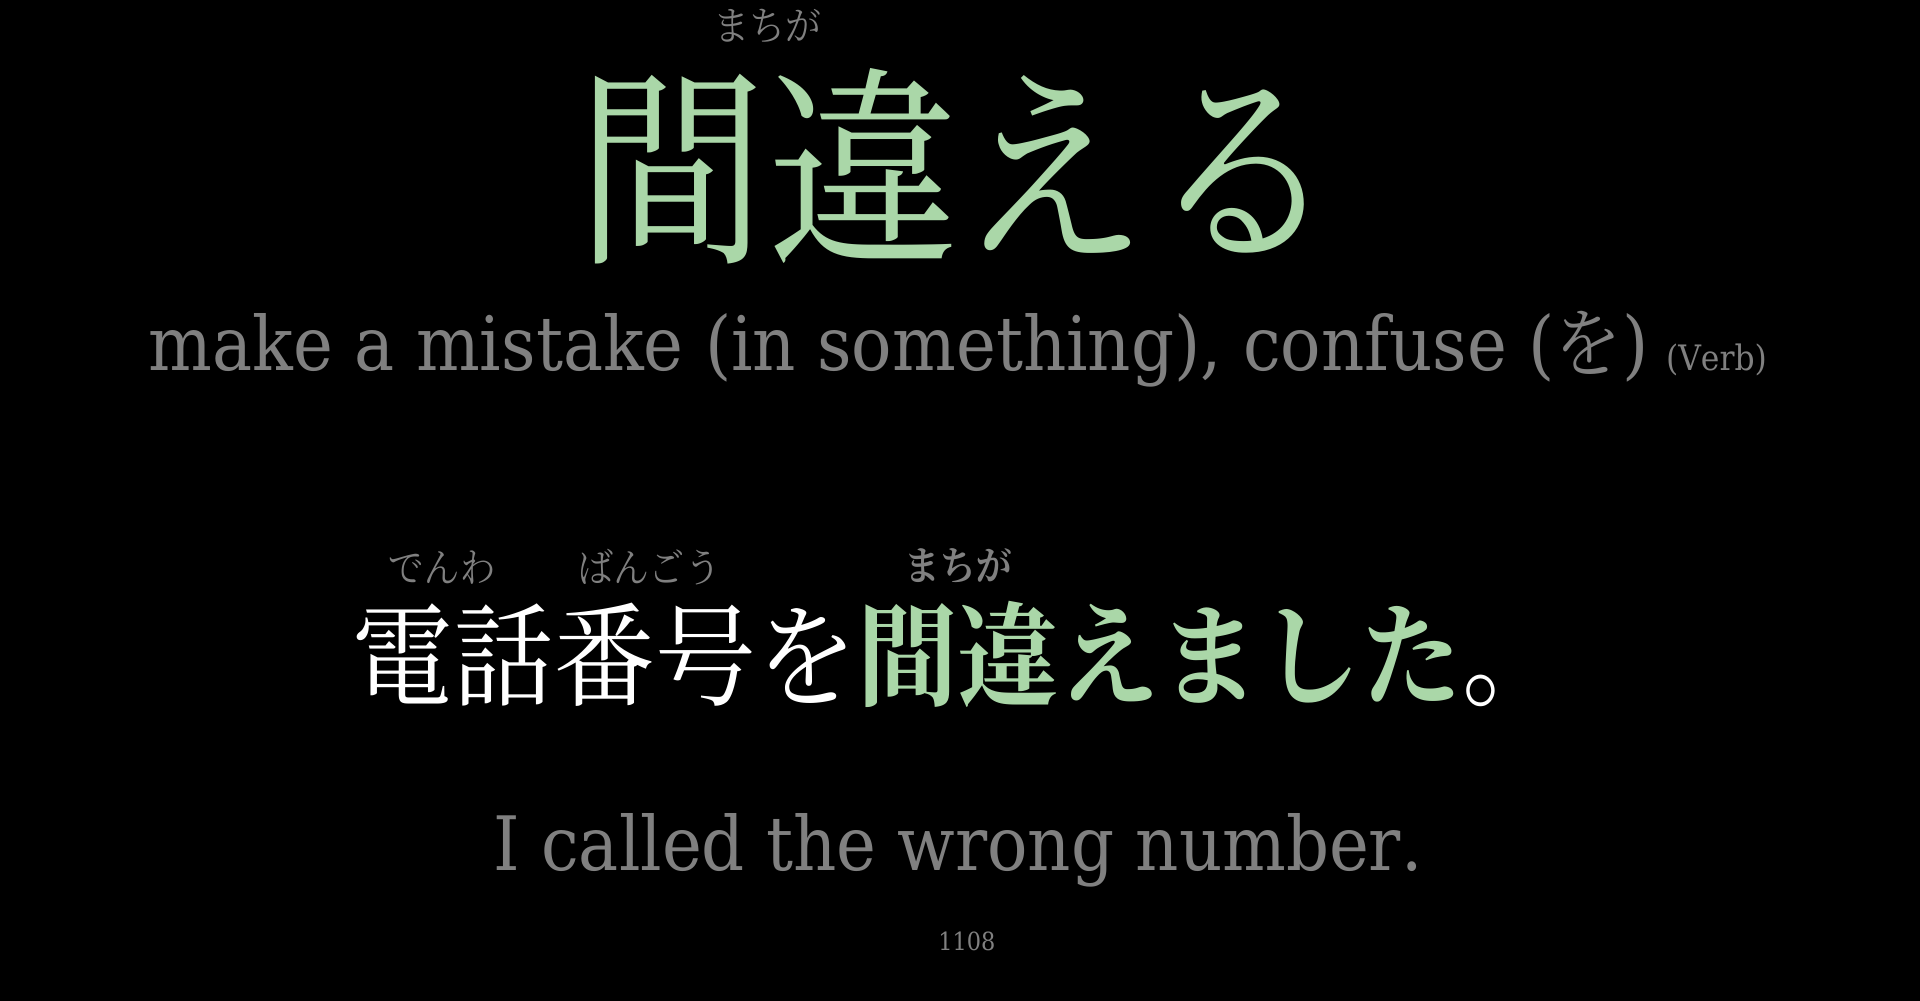 まちが
間違える
make a mistake (in something), confuse (を) (Verb)
でんわ ばんごう まちが
電話番号を間違えました。
I called the wrong number.
1108